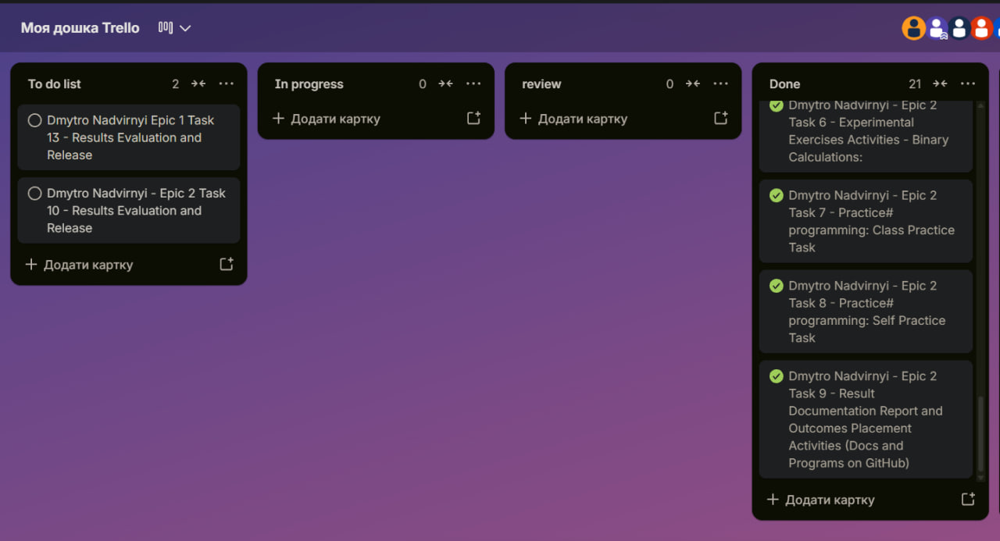 Моя дошка Trello
To do list 2
Dmytro Nadvirnyi Epic 1 Task
13 - Results Evaluation and
Release
Dmytro Nadvirnyi - Epic 2 Task
10 - Results Evaluation and
Release
Додати картку
In progress 0
Додати картку
review 0
Додати картку
Done 21
Dmytro Nadvirnyi - Epic 2
Task 6 - Experimental
Exercises Activities - Binary
Calculations:
Dmytro Nadvirnyi - Epic 2
Task 7 - Practice#
programming: Class Practice
Task
Dmytro Nadvirnyi - Epic 2
Task 8 - Practice#
programming: Self Practice
Task
Dmytro Nadvirnyi - Epic 2
Task 9 - Result
Documentation Report and
Outcomes Placement
Activities (Docs and
Programs on GitHub)
Додати картку